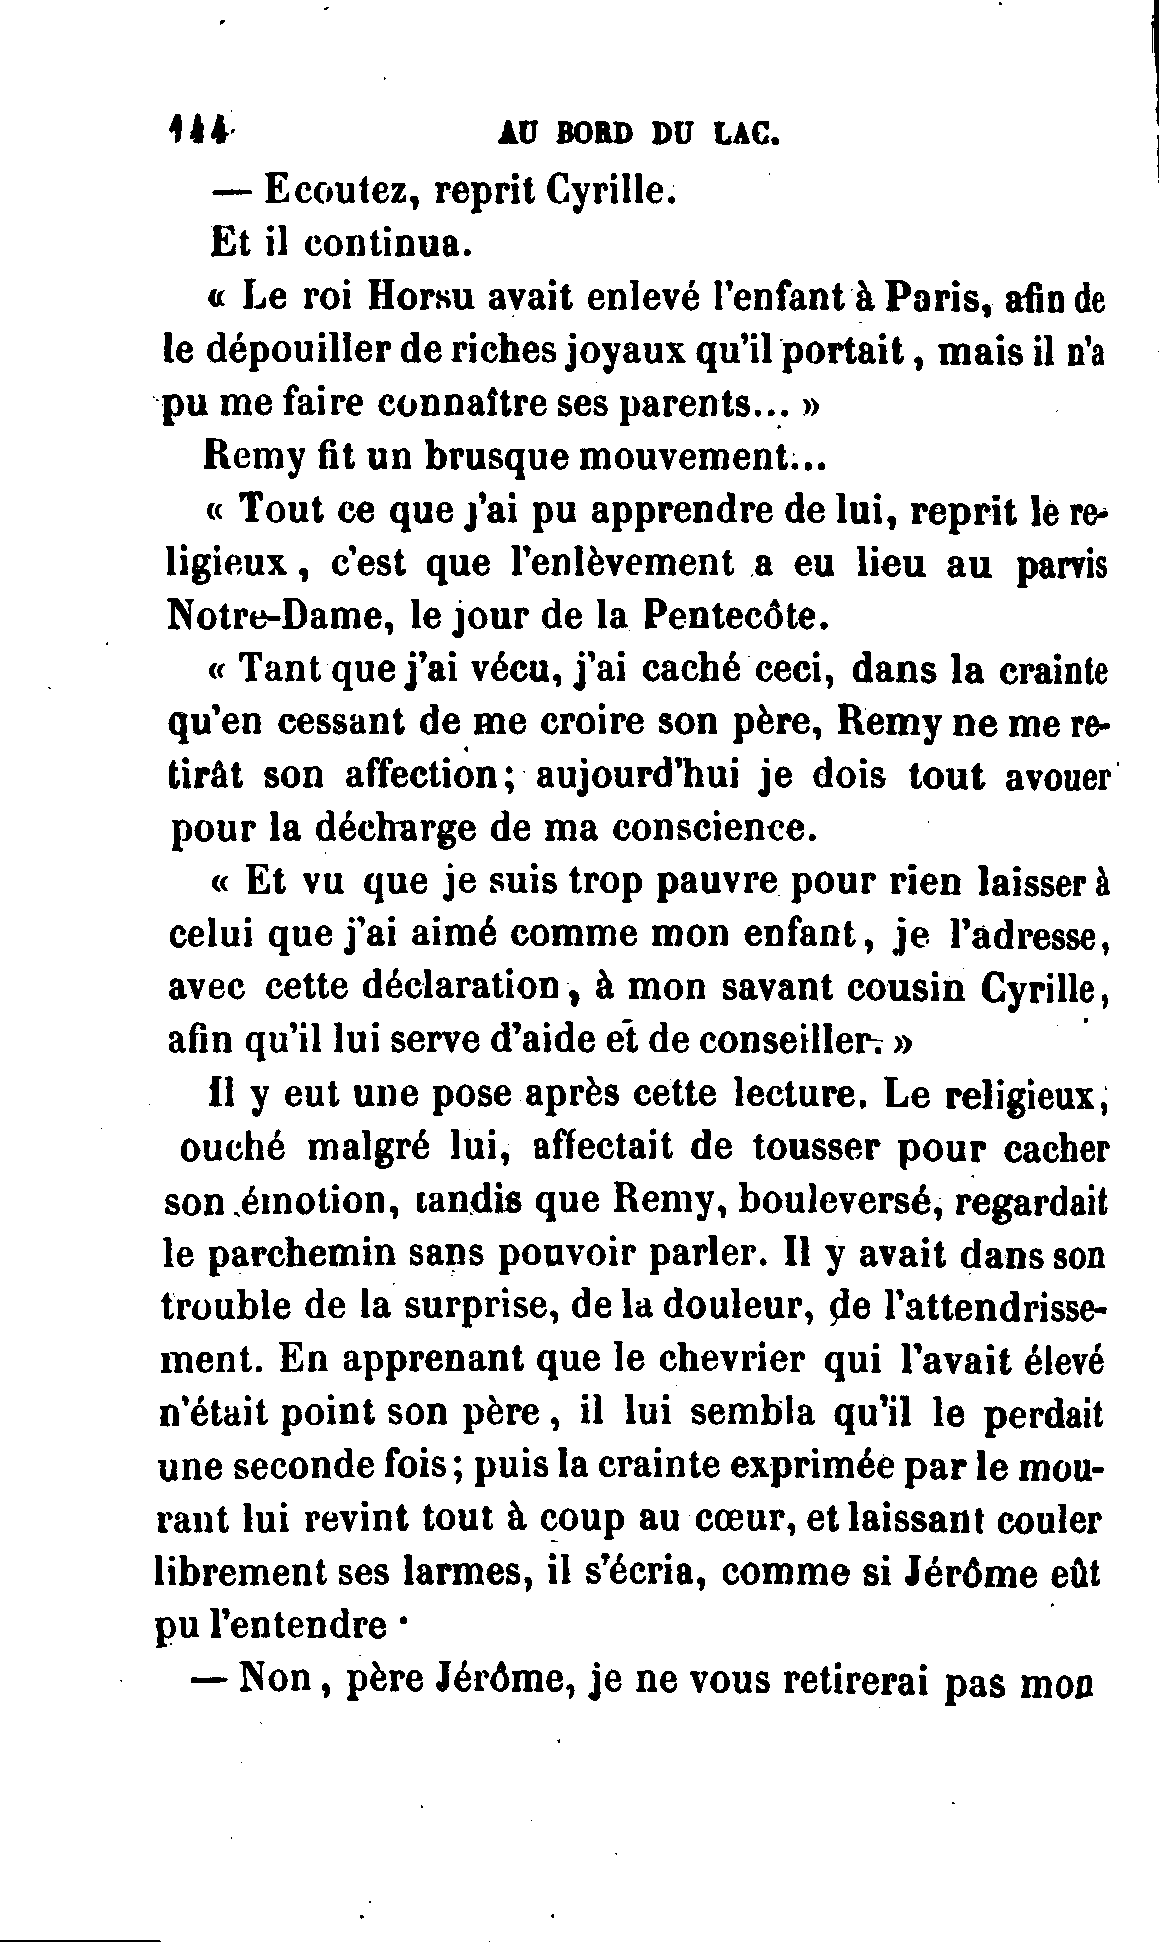 144 AU BORD DU LAC.
— Ecoutez, reprit Cyrille.
Et il continua.
« Le roi Horsu avait enlevé l'enfant à Paris, afin de
le dépouiller de riches joyaux qu'il portait, mais il n'a
pu me faire connaître ses parents... »
Remy fit un brusque mouvement...
« Tout ce que j'ai pu apprendre de lui, reprit le re-
ligieux, c'est que l'enlèvement a eu lieu au parvis
Notre-Dame, le jour de la Pentecôte.
« Tant que j'ai vécu, j'ai caché ceci, dans la crainte
qu'en cessant de me croire son père, Remy ne me re-
tirât son affection; aujourd'hui je dois tout avouer
pour la décharge de ma conscience.
« Et vu que je suis trop pauvre pour rien laisser à
celui que j'ai aimé comme mon enfant, je l'adresse,
avec cette déclaration, à mon savant cousin Cyrille,
afin qu'il lui serve d'aide et de conseiller. »
Il y eut une pose après cette lecture. Le religieux,
ouché malgré lui, affectait de tousser pour cacher
son émotion, tandis que Remy, bouleversé, regardait
le parchemin sans pouvoir parler. Il y avait dans son
trouble de la surprise, de la douleur, de l'attendrisse-
ment. En apprenant que le chevrier qui l'avait élevé
n'était point son père, il lui sembla qu'il le perdait
une seconde fois; puis la crainte exprimée par le mou-
rant lui revint tout à coup au cœur, et laissant couler
librement ses larmes, il s'écria, comme si Jérôme eût
pu l'entendre ·
— Non, père Jérôme, je ne vous retirerai pas mon